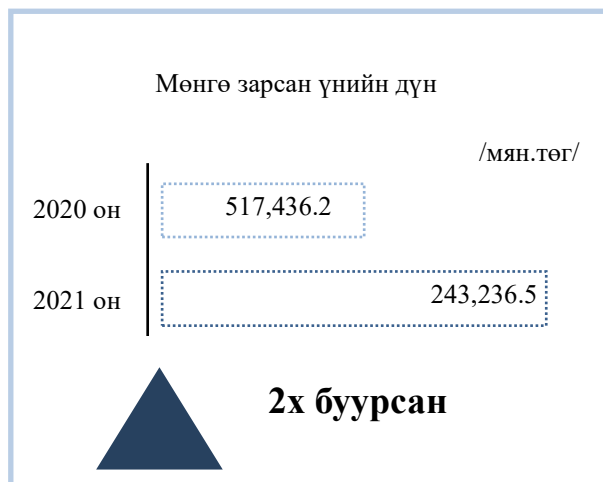 Мөнгө зарсан үнийн дүн
/мян.төг/
2020 он
517,436.2
2021 он
243,236.5
2х буурсан